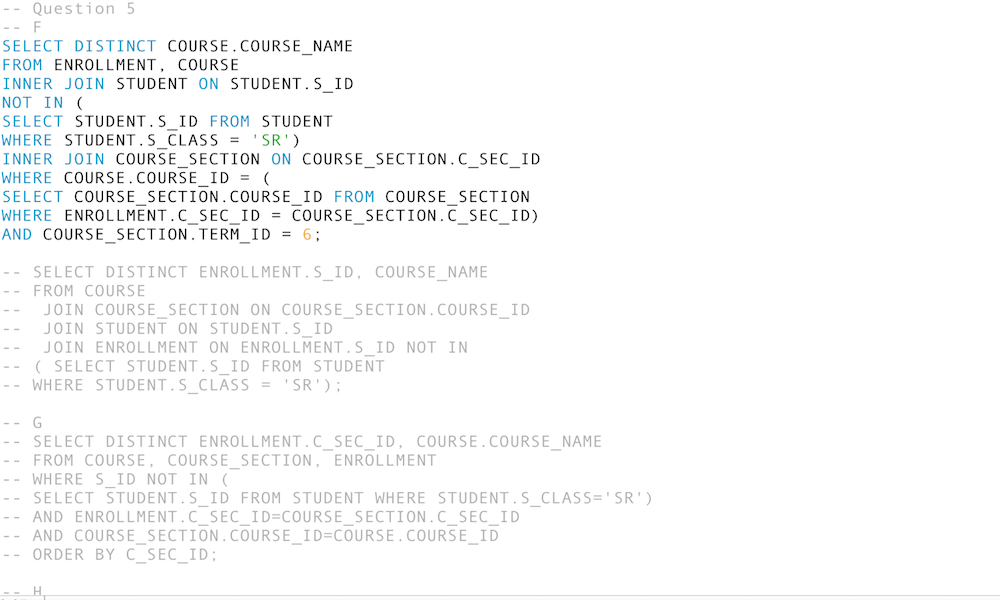 -- Question 5
-- F
SELECT DISTINCT COURSE.COURSE_NAME
FROM ENROLLMENT, COURSE
INNER JOIN STUDENT ON STUDENT.S_ID
NOT IN (
SELECT STUDENT.S_ID FROM STUDENT
WHERE STUDENT.S_CLASS = 'SR')
INNER JOIN COURSE_SECTION ON COURSE_SECTION.C_SEC_ID
WHERE COURSE.COURSE_ID = (
SELECT COURSE_SECTION.COURSE_ID FROM COURSE_SECTION
WHERE ENROLLMENT.C_SEC_ID = COURSE_SECTION.C_SEC_ID)
AND COURSE_SECTION.TERM_ID = 6;
-- SELECT DISTINCT ENROLLMENT.S_ID, COURSE_NAME
-- FROM COURSE
--  JOIN COURSE_SECTION ON COURSE_SECTION.COURSE_ID
--  JOIN STUDENT ON STUDENT.S_ID
--  JOIN ENROLLMENT ON ENROLLMENT.S_ID NOT IN
-- ( SELECT STUDENT.S_ID FROM STUDENT
-- WHERE STUDENT.S_CLASS = 'SR');
-- G
-- SELECT DISTINCT ENROLLMENT.C_SEC_ID, COURSE.COURSE_NAME
-- FROM COURSE, COURSE_SECTION, ENROLLMENT
-- WHERE S_ID NOT IN (
-- SELECT STUDENT.S_ID FROM STUDENT WHERE STUDENT.S_CLASS='SR')
-- AND ENROLLMENT.C_SEC_ID=COURSE_SECTION.C_SEC_ID
-- AND COURSE_SECTION.COURSE_ID=COURSE.COURSE_ID
-- ORDER BY C_SEC_ID;
-- H